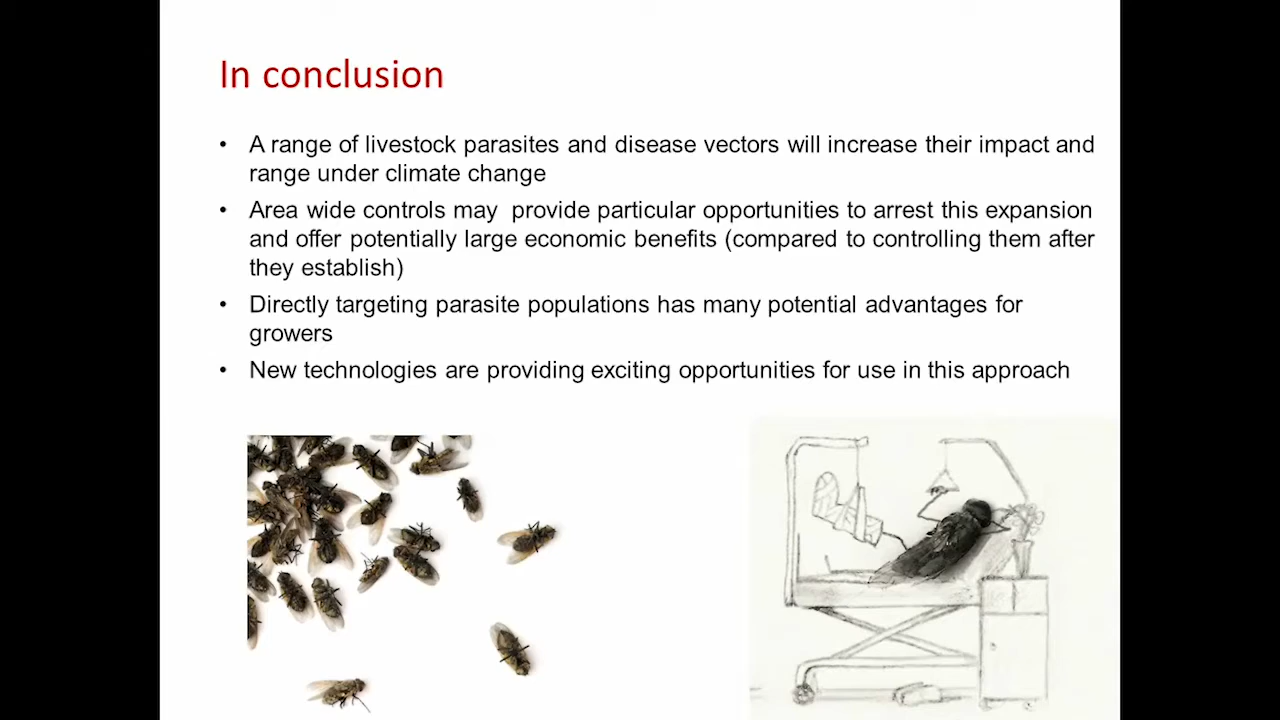 In conclusion
• A range of livestock parasites and disease vectors will increase their impact and
range under climate change
• Area wide controls may  provide particular opportunities to arrest this expansion
and offer potentially large economic benefits (compared to controlling them after
they establish)
• Directly targeting parasite populations has many potential advantages for
growers
• New technologies are providing exciting opportunities for use in this approach